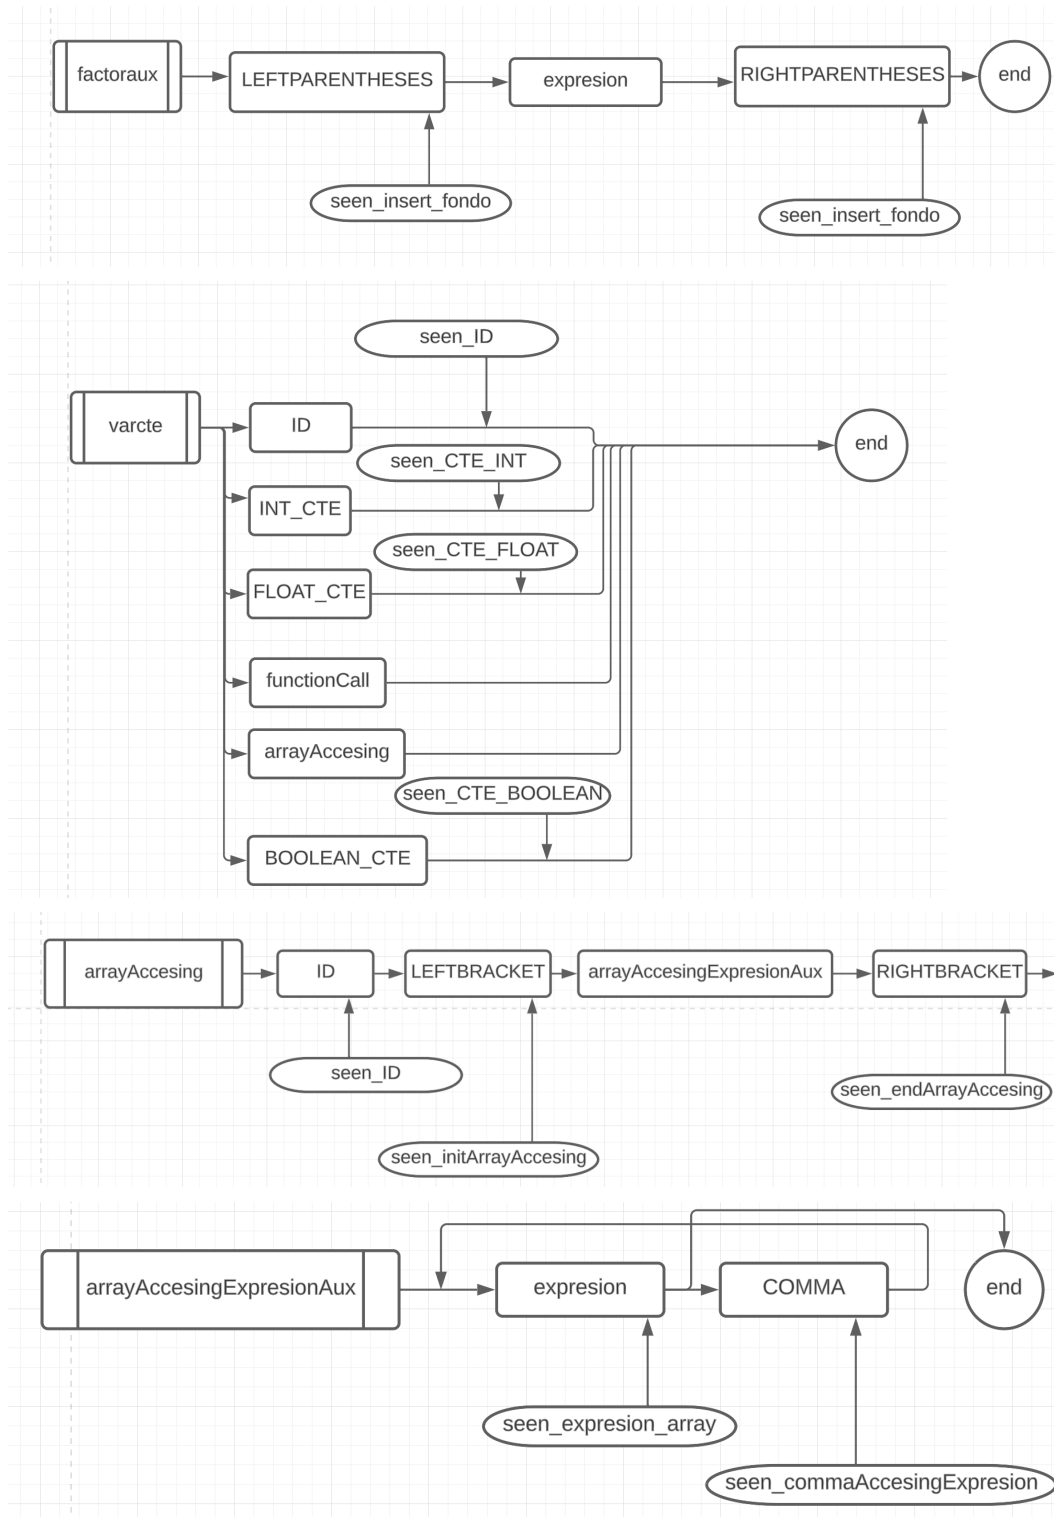 factoraux
LEFTPARENTHESES
expresion
RIGHTPARENTHESES
end
seen_insert_fondo
seen_insert_fondo
seen_ID
varcte
ID
end
seen_CTE_INT
INT_CTE
seen_CTE_FLOAT
FLOAT_CTE
functionCall
arrayAccesing
seen_CTE_BOOLEAN
BOOLEAN_CTE
arrayAccesing
ID
LEFTBRACKET
arrayAccesingExpresionAux
RIGHTBRACKET
seen_ID
seen_endArrayAccesing
seen_initArrayAccesing
arrayAccesingExpresionAux
expresion
COMMA
end
seen_expresion_array
seen_commaAccesingExpresion